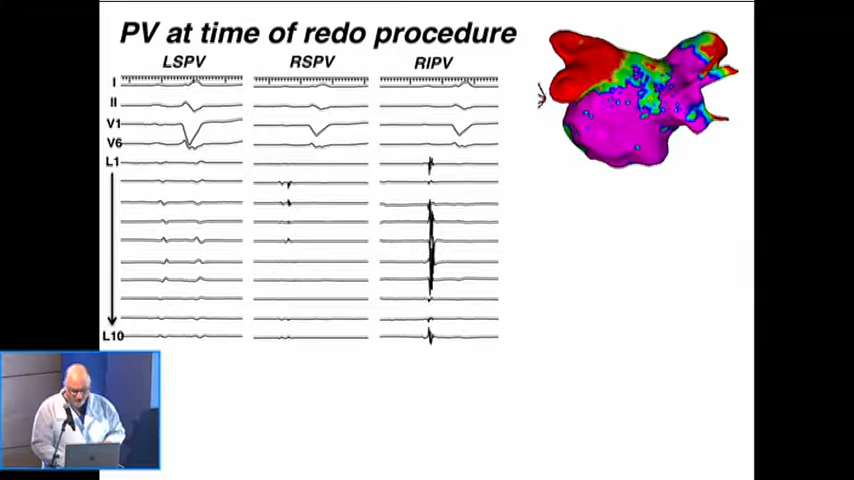 PV at time of redo procedure
LSPV RSPV RIPV
I
II
V1
V6
L1
L10